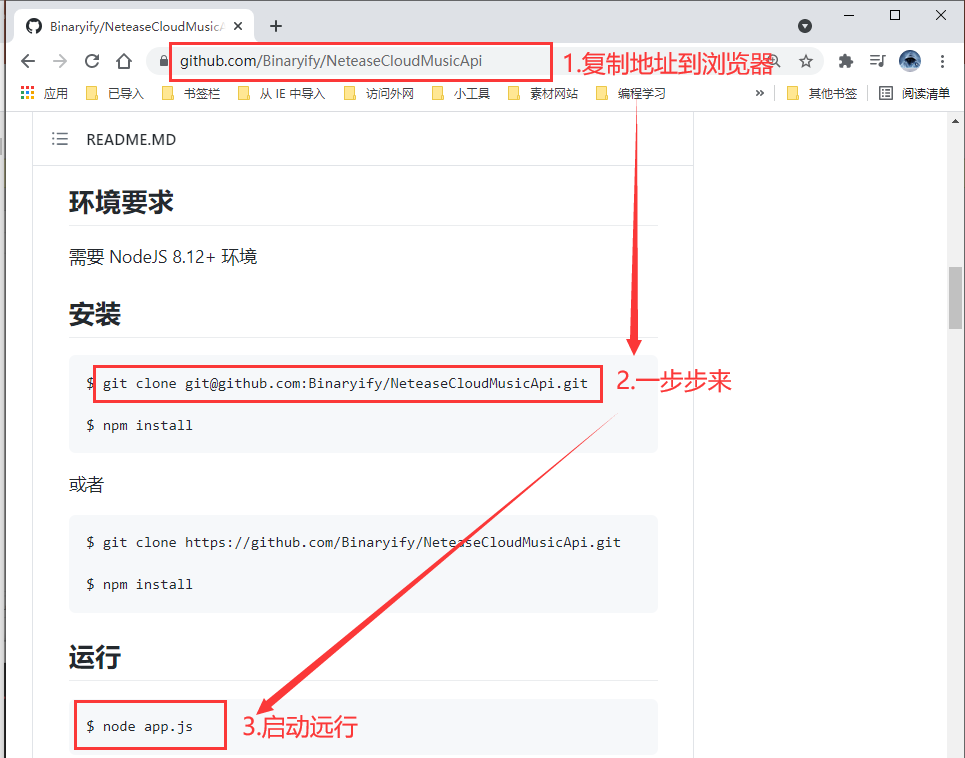 Binaryify/NeteaseCloudMusicA
github.com/Binaryify/NeteaseCloudMusicApi
1.复制地址到浏览器
应用 已导入 书签栏 从 IE 中导入 访问外网 小工具 素材网站 编程学习 » 其他书签 阅读清单
README.MD
环境要求
需要 NodeJS 8.12+ 环境
安装
$ git clone git@github.com:Binaryify/NeteaseCloudMusicApi.git
2.一步步来
$ npm install
或者
$ git clone https://github.com/Binaryify/NeteaseCloudMusicApi.git
$ npm install
运行
$ node app.js
3.启动远行